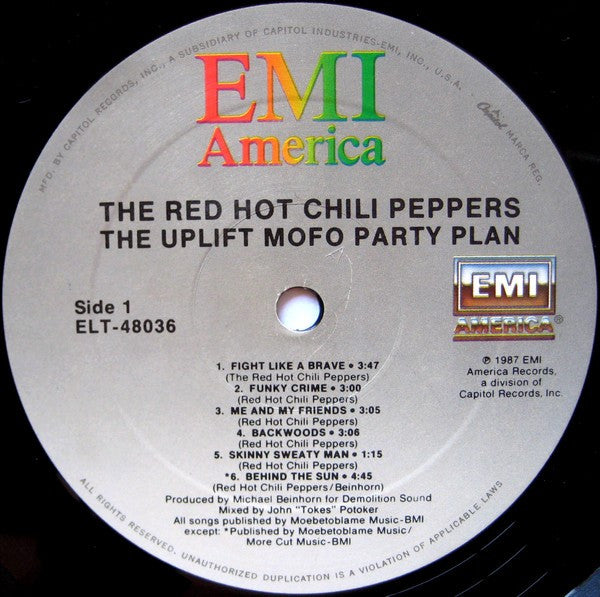 MFD. BY CAPITOL RECORDS, INC., A SUBSIDIARY OF CAPITOL INDUSTRIES-EMI, INC., U.S.A.
Capitol MARCA REG.
EMI
America
THE RED HOT CHILI PEPPERS
THE UPLIFT MOFO PARTY PLAN
Side 1
ELT-48036
EMI
AMERICA®
℗ 1987 EMI
America Records,
a division of
Capitol Records, Inc.
1. FIGHT LIKE A BRAVE • 3:47
(The Red Hot Chili Peppers)
2. FUNKY CRIME • 3:00
(Red Hot Chili Peppers)
3. ME AND MY FRIENDS • 3:05
(Red Hot Chili Peppers)
4. BACKWOODS • 3:06
(Red Hot Chili Peppers)
5. SKINNY SWEATY MAN • 1:15
(Red Hot Chili Peppers)
*6. BEHIND THE SUN • 4:45
(Red Hot Chili Peppers/Beinhorn)
Produced by Michael Beinhorn for Demolition Sound
Mixed by John "Tokes" Potoker
All songs published by Moebetoblame Music-BMI
except: *Published by Moebetoblame Music/
More Cut Music-BMI
ALL RIGHTS RESERVED. UNAUTHORIZED DUPLICATION IS A VIOLATION OF APPLICABLE LAWS